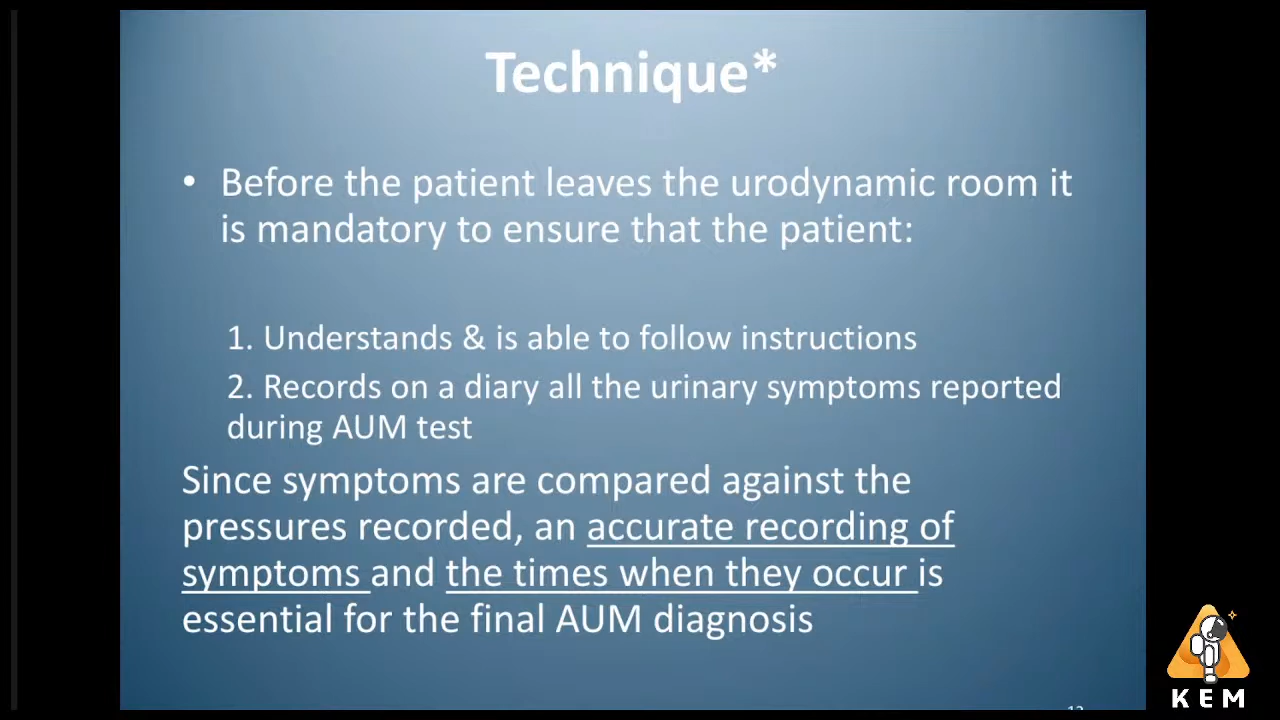 Technique*
• Before the patient leaves the urodynamic room it
is mandatory to ensure that the patient:
1. Understands & is able to follow instructions
2. Records on a diary all the urinary symptoms reported
during AUM test
Since symptoms are compared against the
pressures recorded, an accurate recording of
symptoms and the times when they occur is
essential for the final AUM diagnosis
KEM